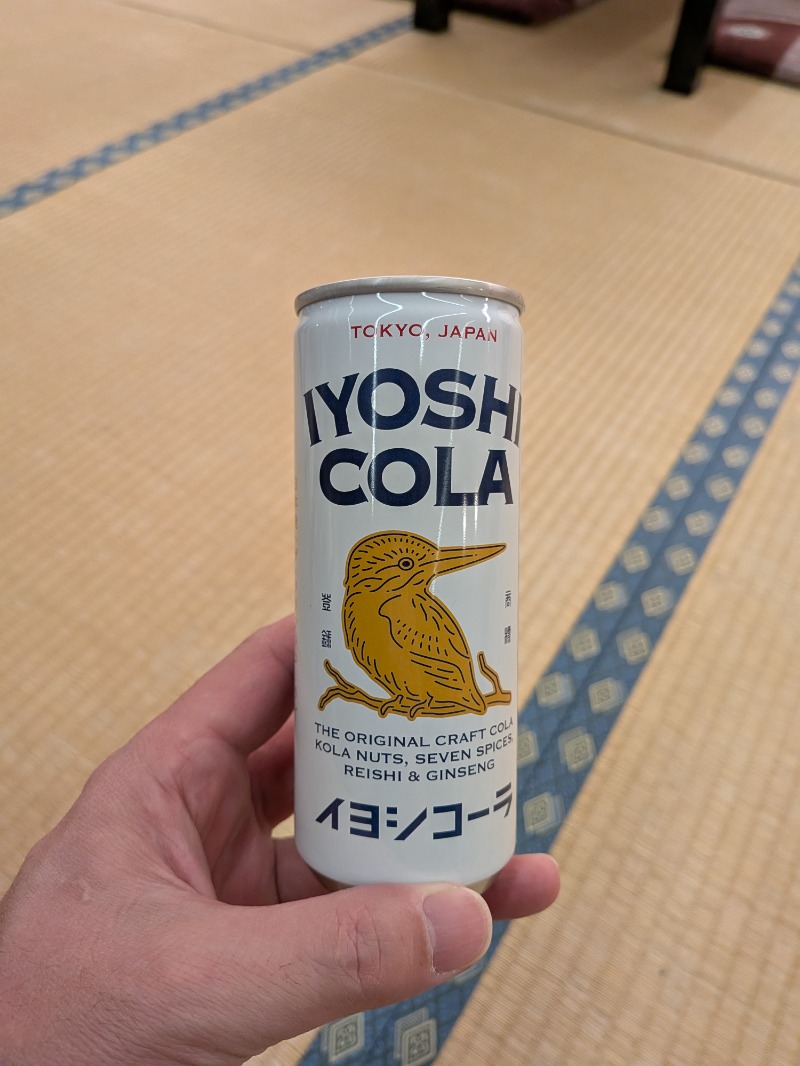 TOKYO, JAPAN
IYOSHI
COLA
THE ORIGINAL CRAFT COLA
KOLA NUTS, SEVEN SPICES,
REISHI & GINSENG
イヨシコーラ